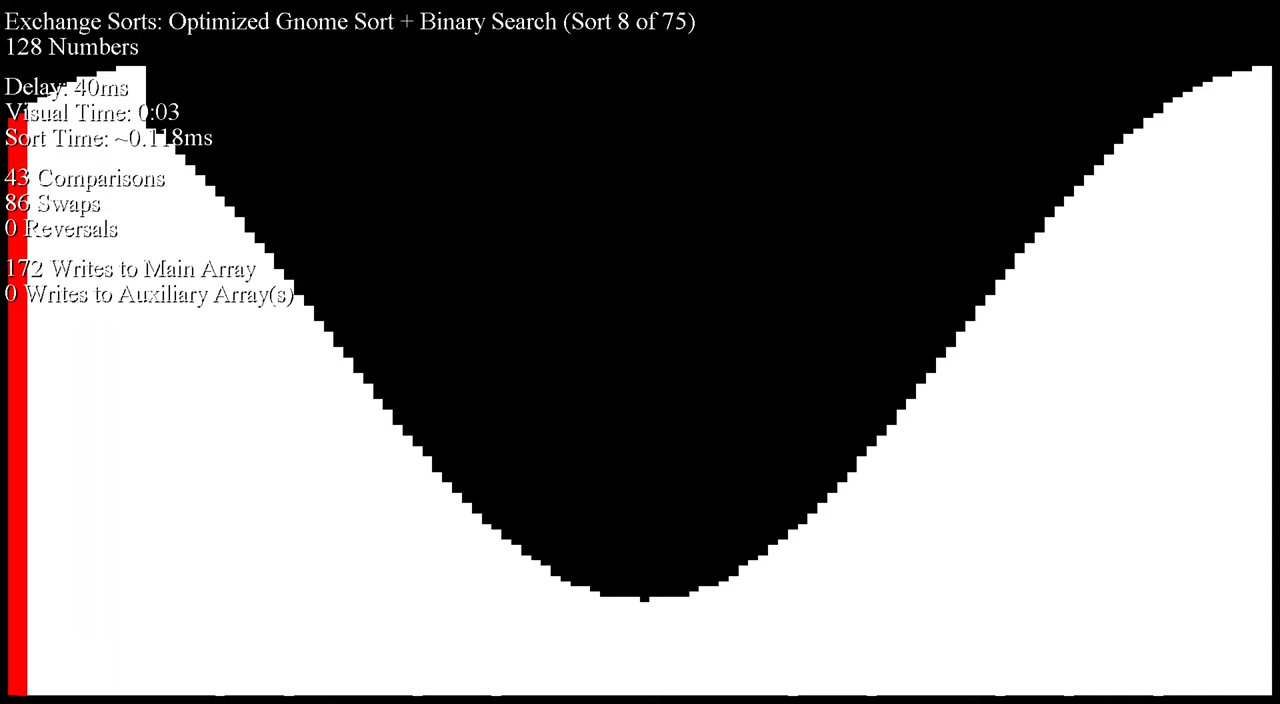 Exchange Sorts: Optimized Gnome Sort + Binary Search (Sort 8 of 75)
128 Numbers
Delay: 40ms
Visual Time: 0:03
Sort Time: ~0.118ms
43 Comparisons
86 Swaps
0 Reversals
172 Writes to Main Array
0 Writes to Auxiliary Array(s)